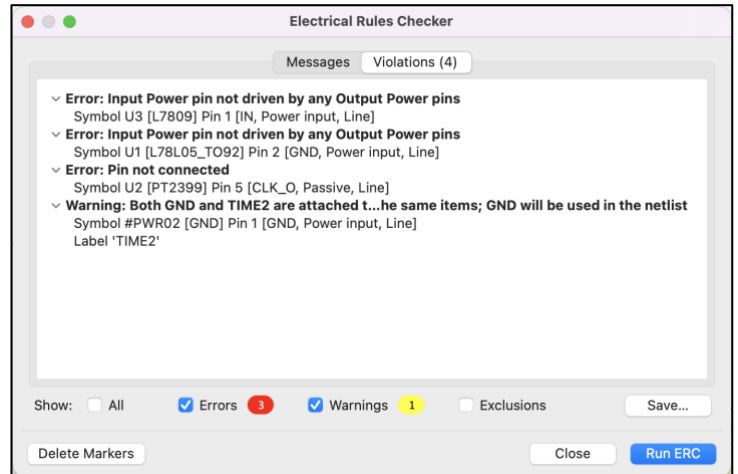 Electrical Rules Checker
Messages Violations (4)
Error: Input Power pin not driven by any Output Power pins
Symbol U3 [L7809] Pin 1 [IN, Power input, Line]
Error: Input Power pin not driven by any Output Power pins
Symbol U1 [L78L05_TO92] Pin 2 [GND, Power input, Line]
Error: Pin not connected
Symbol U2 [PT2399] Pin 5 [CLK_O, Passive, Line]
Warning: Both GND and TIME2 are attached t...he same items; GND will be used in the netlist
Symbol #PWR02 [GND] Pin 1 [GND, Power input, Line]
Label 'TIME2'
Show: All Errors 3 Warnings 1 Exclusions Save...
Delete Markers Close Run ERC